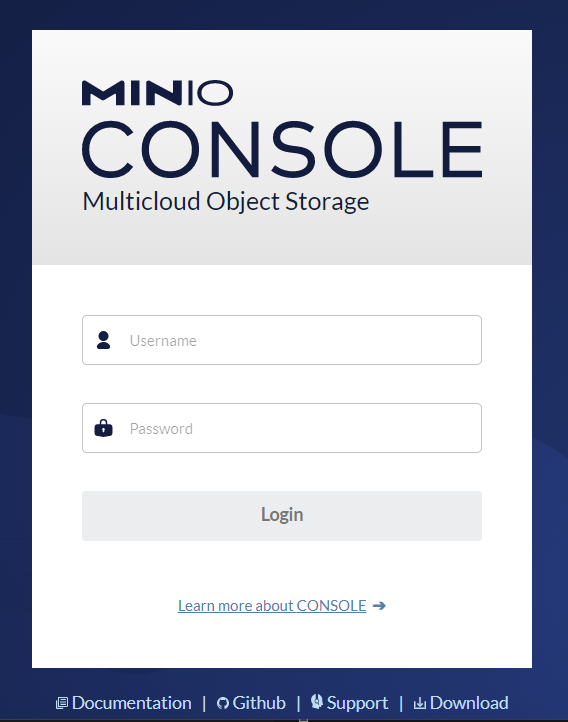 MINIO
CONSOLE
Multicloud Object Storage
Username
Password
Login
Learn more about CONSOLE ➔
Documentation | Github | Support | Download